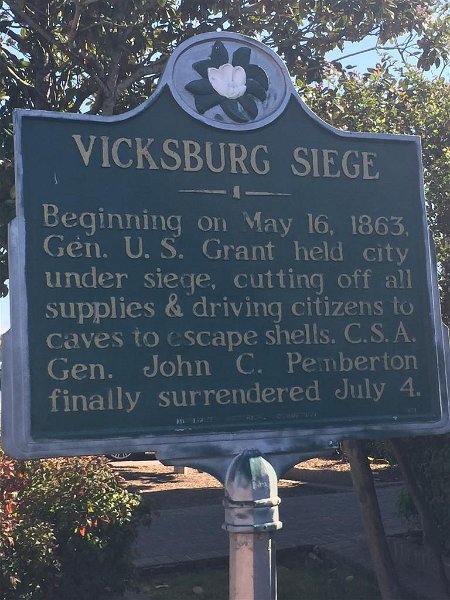 VICKSBURG SIEGE
Beginning on May 16, 1863,
Gen. U. S. Grant held city
under siege, cutting off all
supplies & driving citizens to
caves to escape shells. C.S.A.
Gen. John C. Pemberton
finally surrendered July 4.